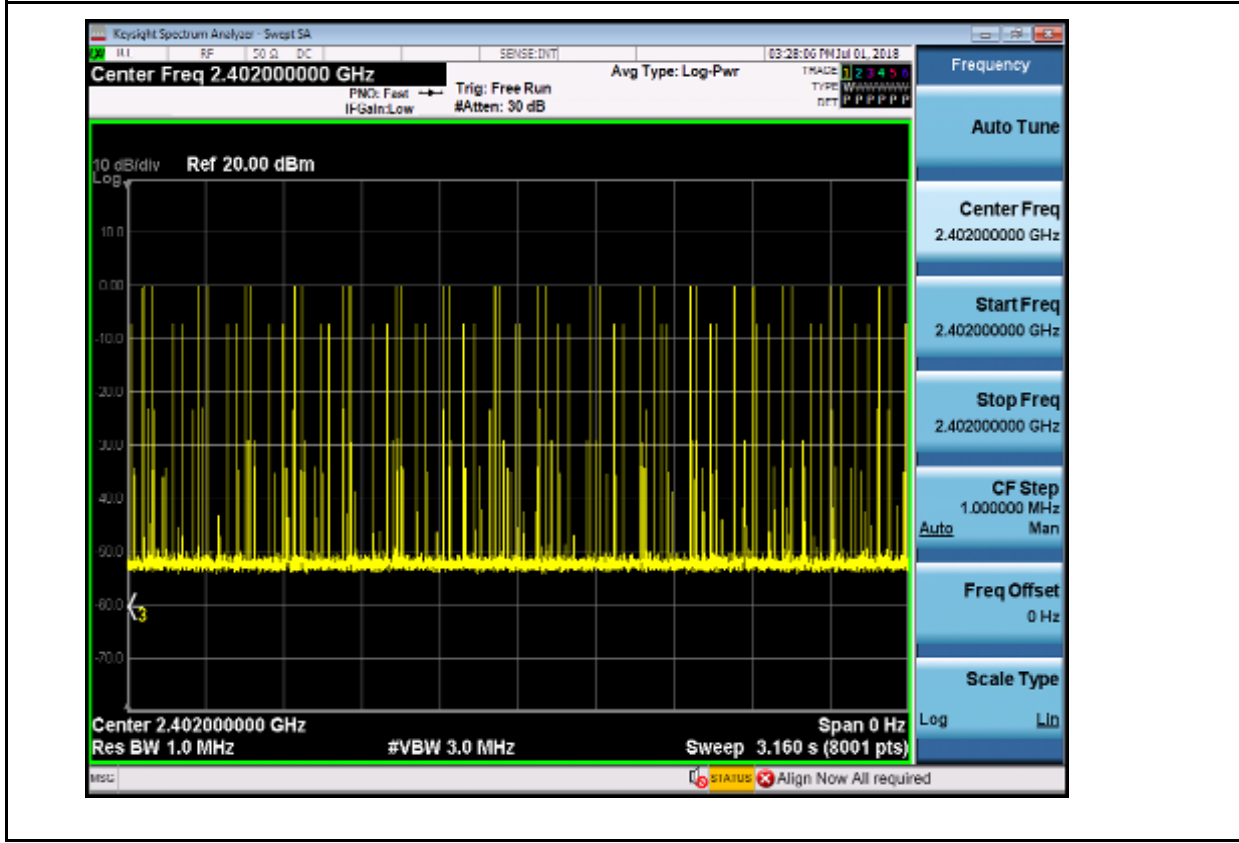 Keysight Spectrum Analyzer - Swept SA
RF 50 Ω DC SENSE:INT 03:28:06 PM Jul 01, 2018
Center Freq 2.402000000 GHz
PNO: Fast
IFGain:Low
Trig: Free Run
#Atten: 30 dB
Avg Type: Log-Pwr
TRACE 1 2 3 4 5 6
TYPE WWWWWW
DET P P P P P P
10 dB/div Ref 20.00 dBm
Log
10.0
0.00
-10.0
-20.0
-30.0
-40.0
-50.0
-60.0
3
-70.0
Center 2.402000000 GHz Span 0 Hz
Res BW 1.0 MHz #VBW 3.0 MHz Sweep 3.160 s (8001 pts)
MSG STATUS Align Now All required
Frequency
Auto Tune
Center Freq
2.402000000 GHz
Start Freq
2.402000000 GHz
Stop Freq
2.402000000 GHz
CF Step
1.000000 MHz
Auto Man
Freq Offset
0 Hz
Scale Type
Log Lin